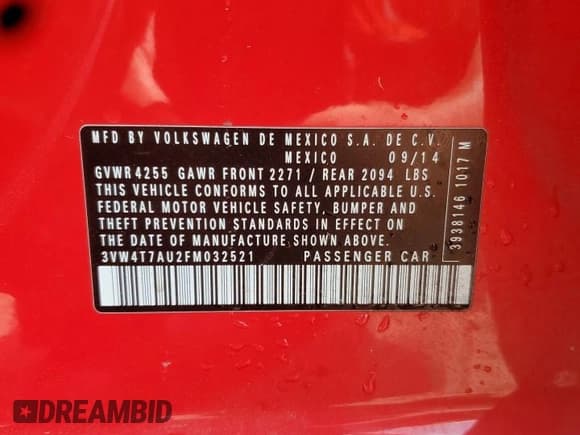 MFD BY VOLKSWAGEN DE MEXICO S.A. DE C.V.
MEXICO 09/14
GVWR 4255 GAWR FRONT 2271 / REAR 2094 LBS
THIS VEHICLE CONFORMS TO ALL APPLICABLE U.S.
FEDERAL MOTOR VEHICLE SAFETY, BUMPER AND
THEFT PREVENTION STANDARDS IN EFFECT ON
THE DATE OF MANUFACTURE SHOWN ABOVE.
3VW4T7AU2FM032521 PASSENGER CAR
3938146 1017 M
DREAMBID